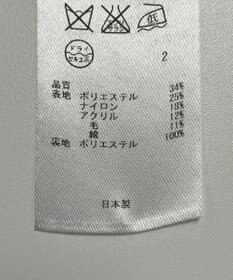 ドライ
セキユ系
2
品質
34%
表地 ポリエステル 25%
ナイロン 18%
アクリル 12%
毛 11%
綿 100%
裏地 ポリエステル
日本製